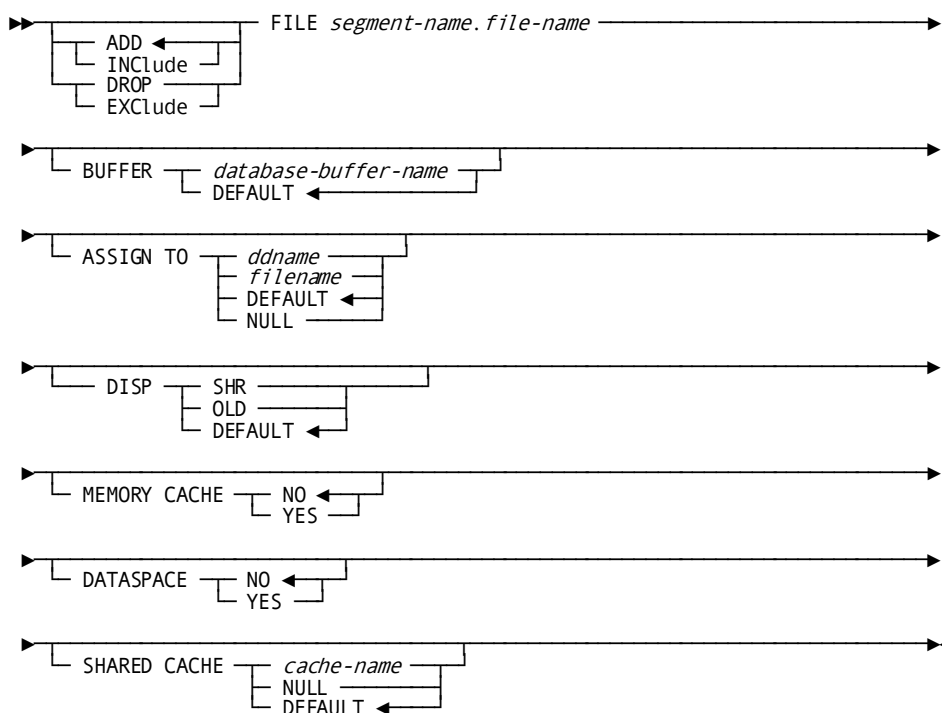 FILE segment-name.file-name
ADD
INClude
DROP
EXClude
BUFFER database-buffer-name
DEFAULT
ASSIGN TO ddname
filename
DEFAULT
NULL
DISP SHR
OLD
DEFAULT
MEMORY CACHE NO
YES
DATASPACE NO
YES
SHARED CACHE cache-name
NULL
DEFAULT